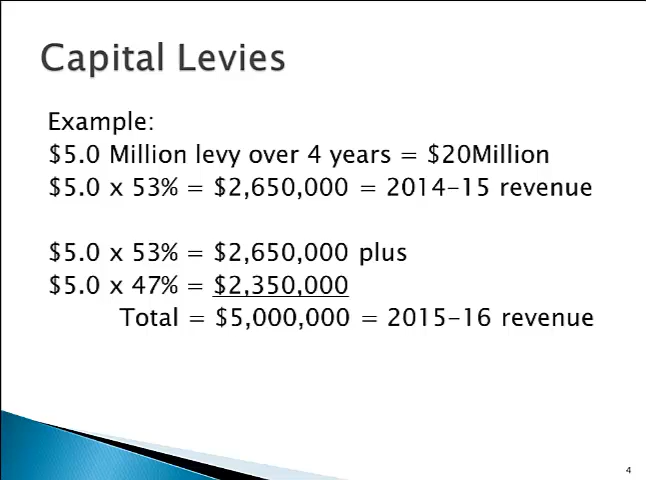 Capital Levies
Example:
$5.0 Million levy over 4 years = $20Million
$5.0 x 53% = $2,650,000 = 2014-15 revenue
$5.0 x 53% = $2,650,000 plus
$5.0 x 47% = $2,350,000
Total = $5,000,000 = 2015-16 revenue
4